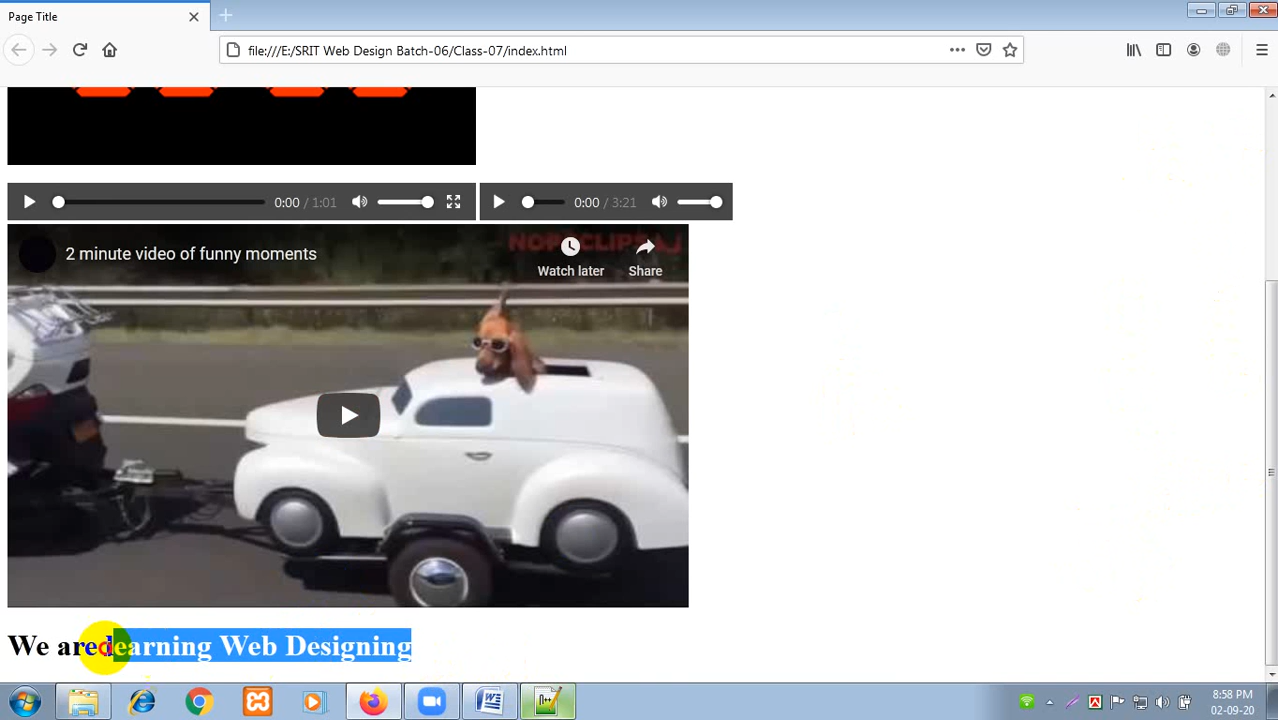 Page Title
file:///E:/SRIT Web Design Batch-06/Class-07/index.html
0:00 / 1:01
0:00 / 3:21
2 minute video of funny moments
Watch later
Share
We are learning Web Designing
8:58 PM
02-09-20